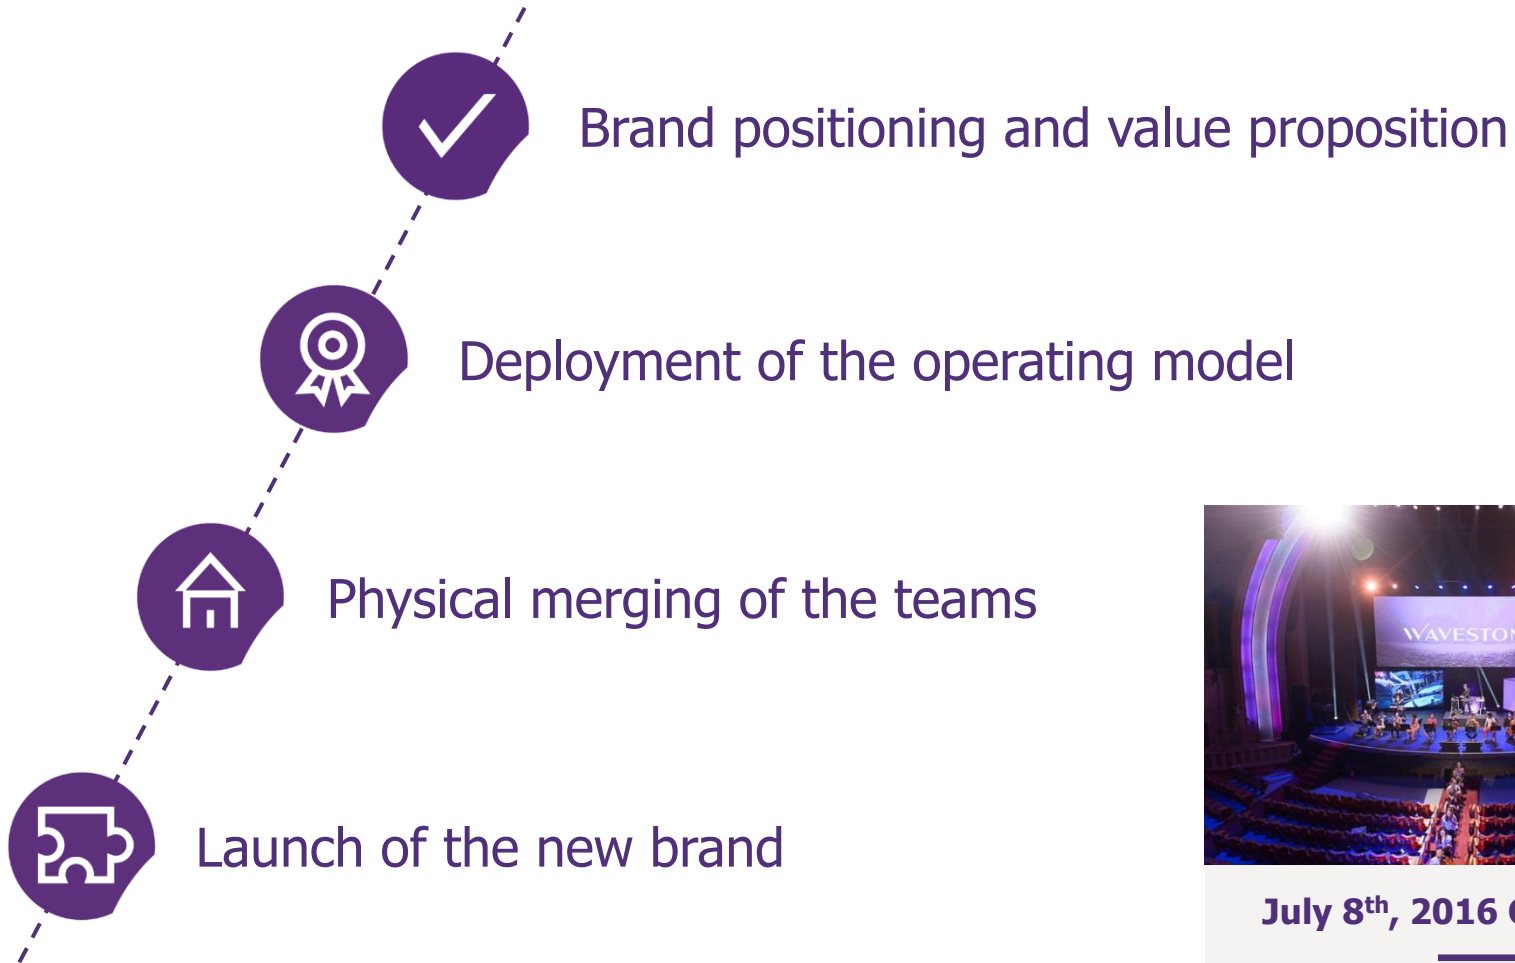 Brand positioning and value proposition
Deployment of the operating model
Physical merging of the teams
WAVESTON
Launch of the new brand
July 8th, 2016